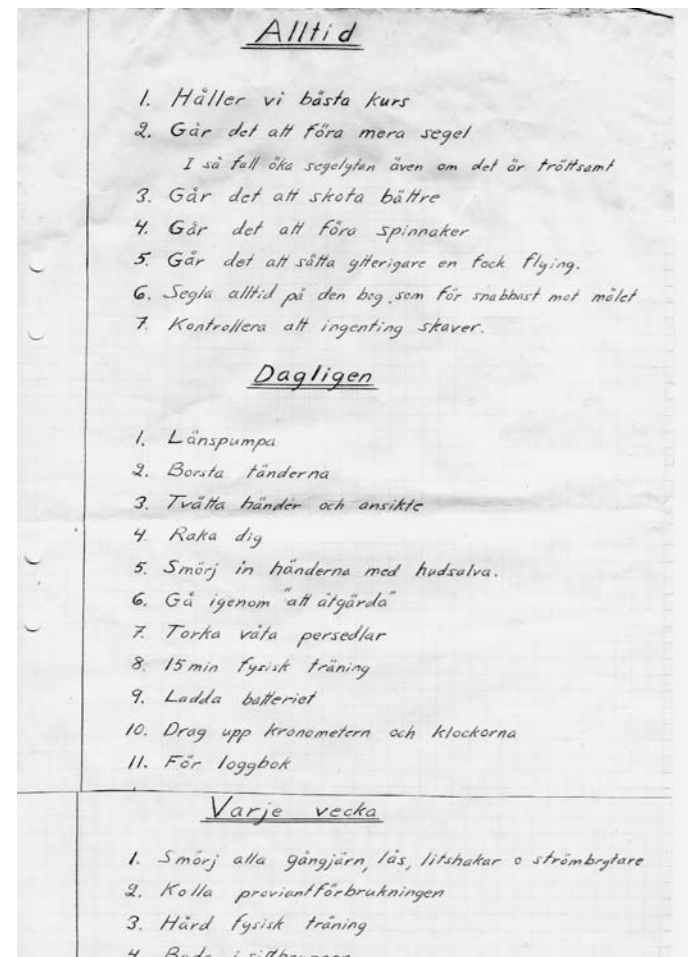 Alltid
1. Håller vi bästa kurs
2. Går det att föra mera segel
I så fall öka segelytan även om det är tröttsamt
3. Går det att skota bättre
4. Går det att föra spinnaker
5. Går det att sätta ytterigare en fock flying.
6. Segla alltid på den bog, som för snabbast mot målet
7. Kontrollera att ingenting skaver.
Dagligen
1. Länspumpa
2. Borsta tänderna
3. Tvätta händer och ansikte
4. Raka dig
5. Smörj in händerna med hudsalva.
6. Gå igenom "att åtgärda"
7. Torka våta persedlar
8. 15 min fysisk träning
9. Ladda batteriet
10. Drag upp kronometern och klockorna
11. För loggbok
Varje vecka
1. Smörj alla gångjärn, lås, litshakar o strömbrytare
2. Kolla proviantförbrukningen
3. Hård fysisk träning
4. Bada i sittbrunnen